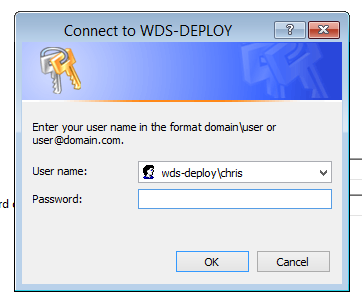 Connect to WDS-DEPLOY
?
Enter your user name in the format domain\user or
user@domain.com.
User name:
wds-deploy\chris
Password:
OK
Cancel